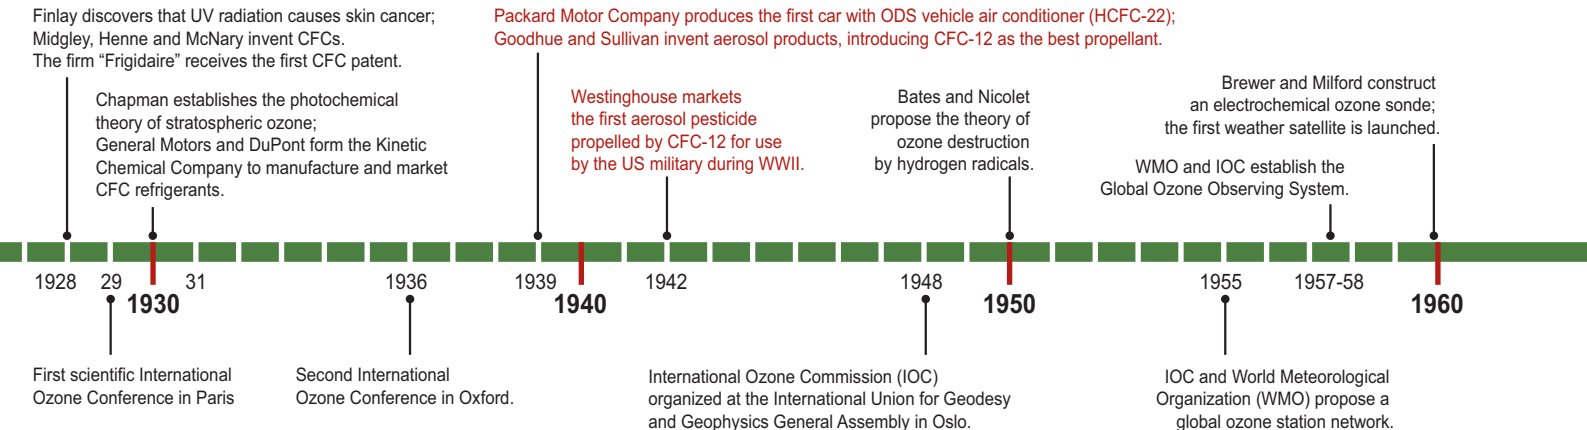 Finlay discovers that UV radiation causes skin cancer;
Midgley, Henne and McNary invent CFCs.
The firm “Frigidaire” receives the first CFC patent.
Packard Motor Company produces the first car with ODS vehicle air conditioner (HCFC-22);
Goodhue and Sullivan invent aerosol products, introducing CFC-12 as the best propellant.
Chapman establishes the photochemical
theory of stratospheric ozone;
General Motors and DuPont form the Kinetic
Chemical Company to manufacture and market
CFC refrigerants.
Westinghouse markets
the first aerosol pesticide
propelled by CFC-12 for use
by the US military during WWII.
Bates and Nicolet
propose the theory of
ozone destruction
by hydrogen radicals.
Brewer and Milford construct
an electrochemical ozone sonde;
the first weather satellite is launched.
WMO and IOC establish the
Global Ozone Observing System.
1928
29
1930
31
1936
1939
1940
1942
1948
1950
1955
1957-58
1960
First scientific International
Ozone Conference in Paris
Second International
Ozone Conference in Oxford.
International Ozone Commission (IOC)
organized at the International Union for Geodesy
and Geophysics General Assembly in Oslo.
IOC and World Meteorological
Organization (WMO) propose a
global ozone station network.